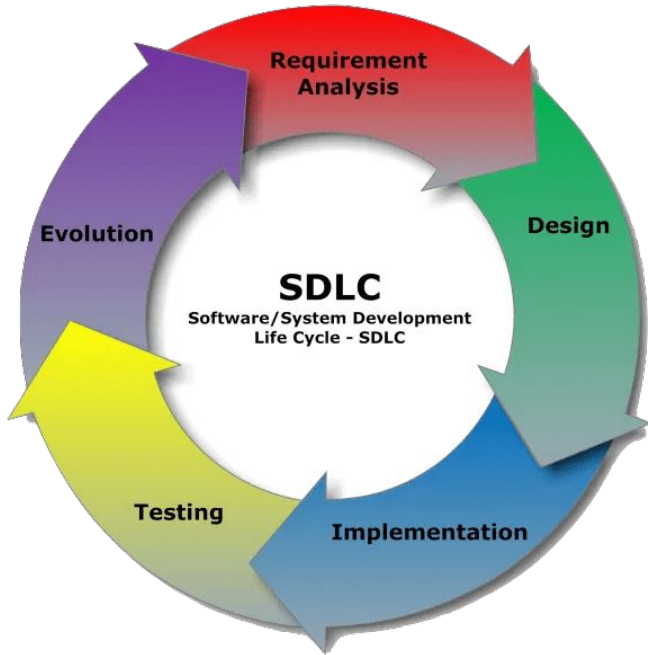 Requirement
Analysis
Design
Evolution
SDLC
Software/System Development
Life Cycle - SDLC
Testing
Implementation